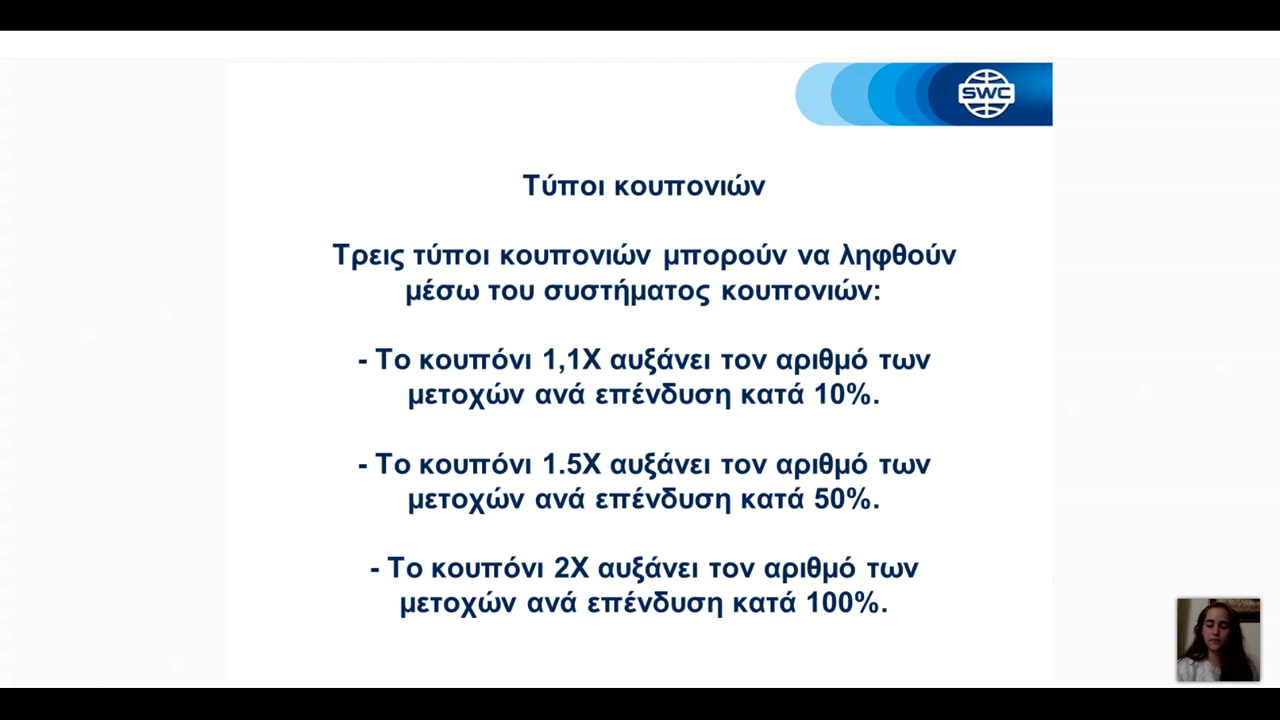 SWC
Τύποι κουπονιών
Τρεις τύποι κουπονιών μπορούν να ληφθούν
μέσω του συστήματος κουπονιών:
- Το κουπόνι 1,1Χ αυξάνει τον αριθμό των
μετοχών ανά επένδυση κατά 10%.
- Το κουπόνι 1.5Χ αυξάνει τον αριθμό των
μετοχών ανά επένδυση κατά 50%.
- Το κουπόνι 2Χ αυξάνει τον αριθμό των
μετοχών ανά επένδυση κατά 100%.